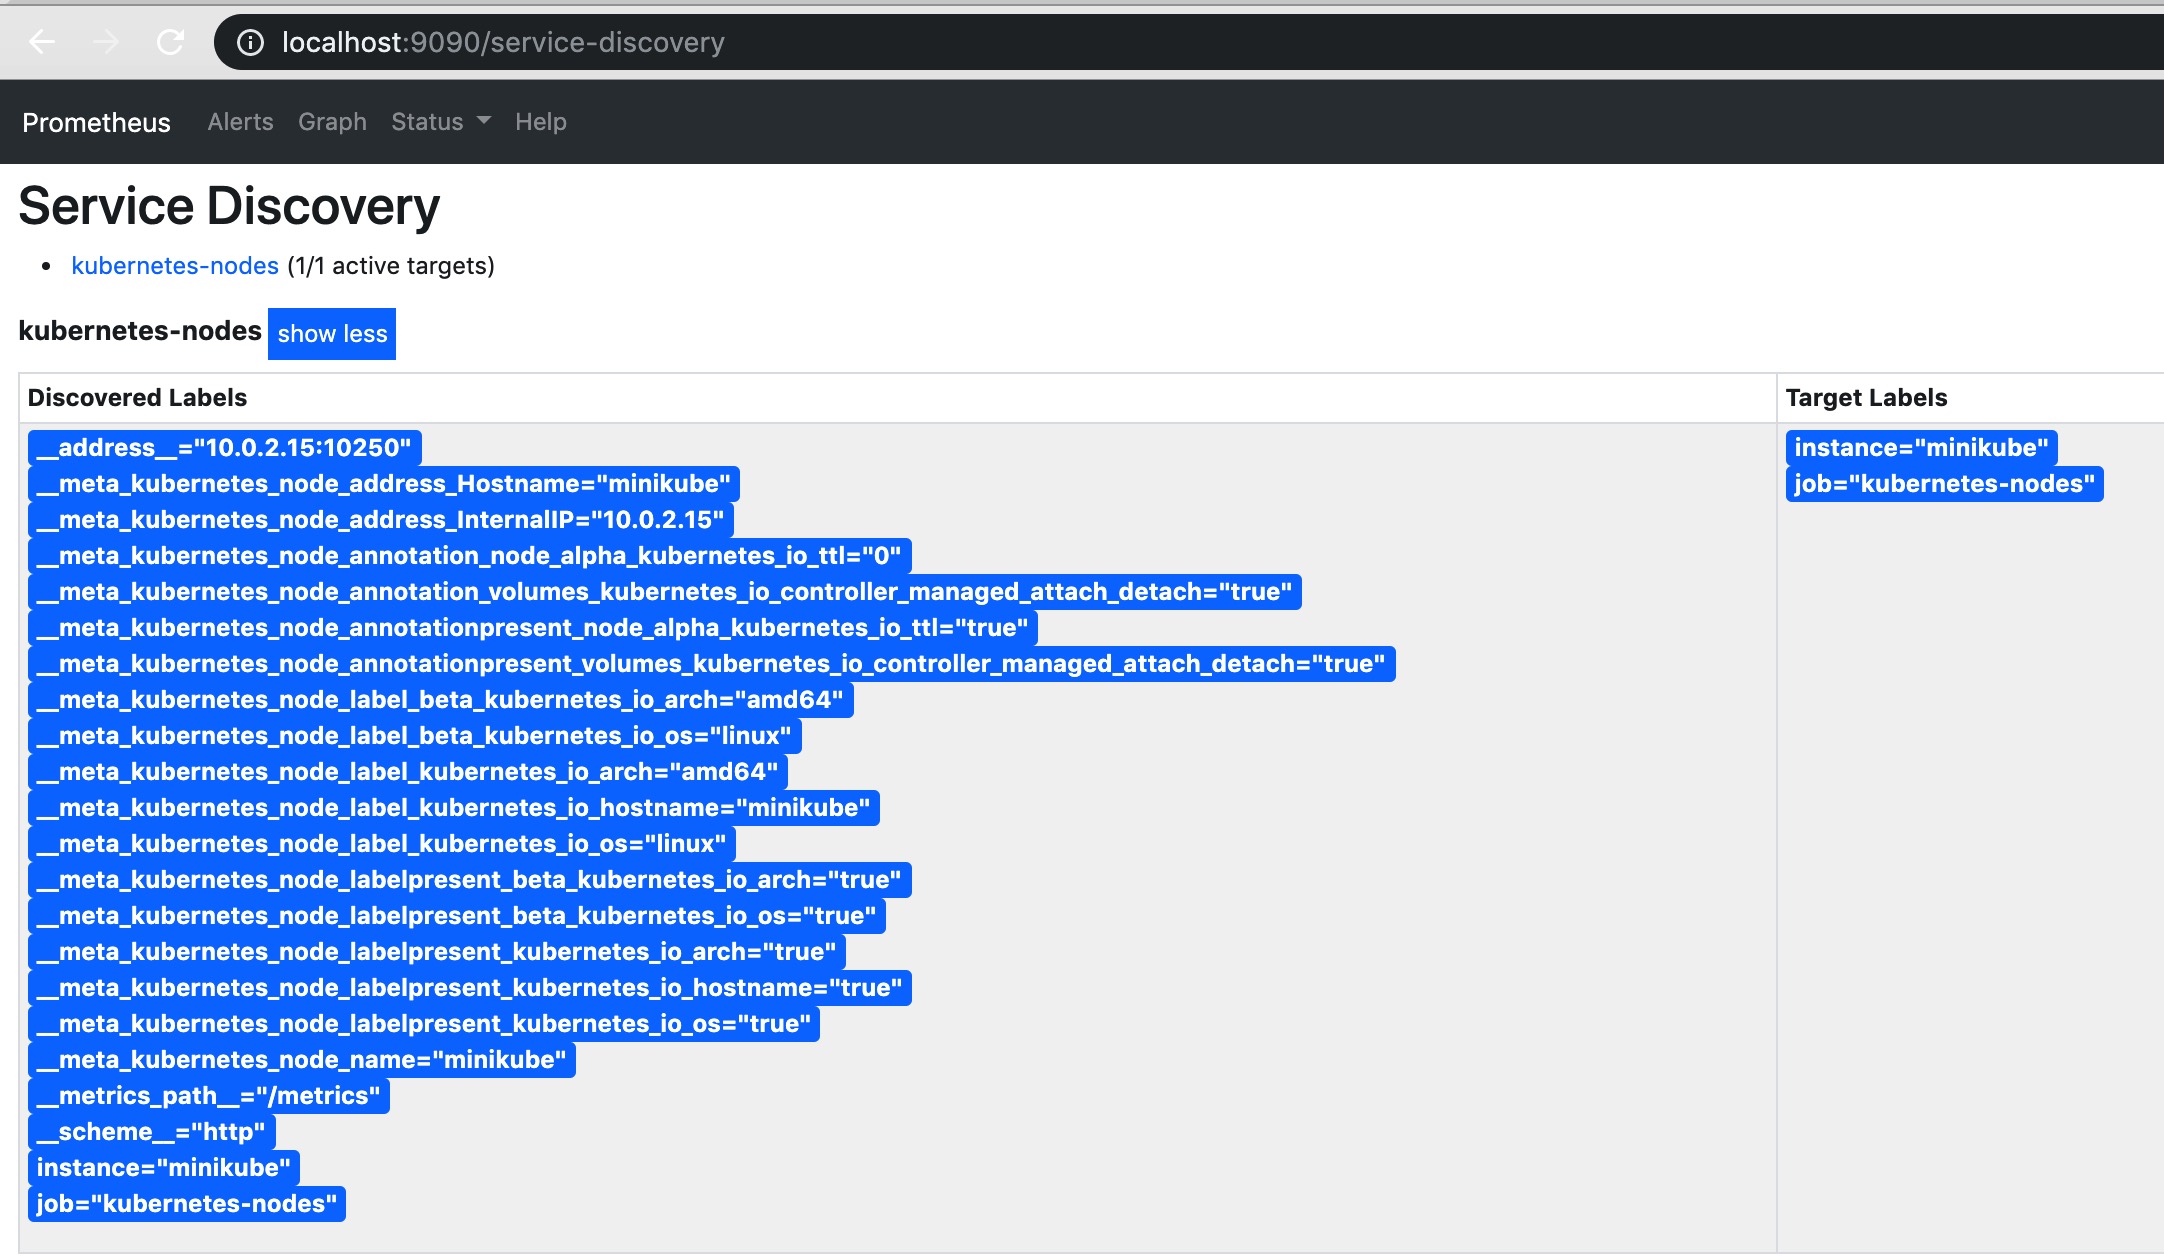 localhost:9090/service-discovery
Prometheus Alerts Graph Status Help
Service Discovery
kubernetes-nodes (1/1 active targets)
kubernetes-nodes show less
Discovered Labels
Target Labels
__address__="10.0.2.15:10250"
__meta_kubernetes_node_address_Hostname="minikube"
__meta_kubernetes_node_address_InternalIP="10.0.2.15"
__meta_kubernetes_node_annotation_node_alpha_kubernetes_io_ttl="0"
__meta_kubernetes_node_annotation_volumes_kubernetes_io_controller_managed_attach_detach="true"
__meta_kubernetes_node_annotationpresent_node_alpha_kubernetes_io_ttl="true"
__meta_kubernetes_node_annotationpresent_volumes_kubernetes_io_controller_managed_attach_detach="true"
__meta_kubernetes_node_label_beta_kubernetes_io_arch="amd64"
__meta_kubernetes_node_label_beta_kubernetes_io_os="linux"
__meta_kubernetes_node_label_kubernetes_io_arch="amd64"
__meta_kubernetes_node_label_kubernetes_io_hostname="minikube"
__meta_kubernetes_node_label_kubernetes_io_os="linux"
__meta_kubernetes_node_labelpresent_beta_kubernetes_io_arch="true"
__meta_kubernetes_node_labelpresent_beta_kubernetes_io_os="true"
__meta_kubernetes_node_labelpresent_kubernetes_io_arch="true"
__meta_kubernetes_node_labelpresent_kubernetes_io_hostname="true"
__meta_kubernetes_node_labelpresent_kubernetes_io_os="true"
__meta_kubernetes_node_name="minikube"
__metrics_path__="/metrics"
__scheme__="http"
instance="minikube"
job="kubernetes-nodes"
instance="minikube"
job="kubernetes-nodes"